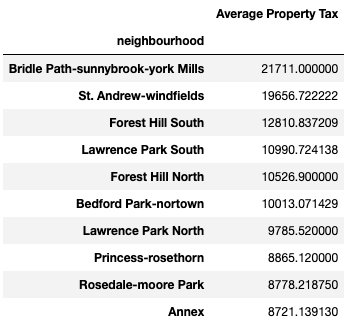 Average Property Tax
neighbourhood
Bridle Path-sunnybrook-york Mills 21711.000000
St. Andrew-windfields 19656.722222
Forest Hill South 12810.837209
Lawrence Park South 10990.724138
Forest Hill North 10526.900000
Bedford Park-nortown 10013.071429
Lawrence Park North 9785.520000
Princess-rosethorn 8865.120000
Rosedale-moore Park 8778.218750
Annex 8721.139130